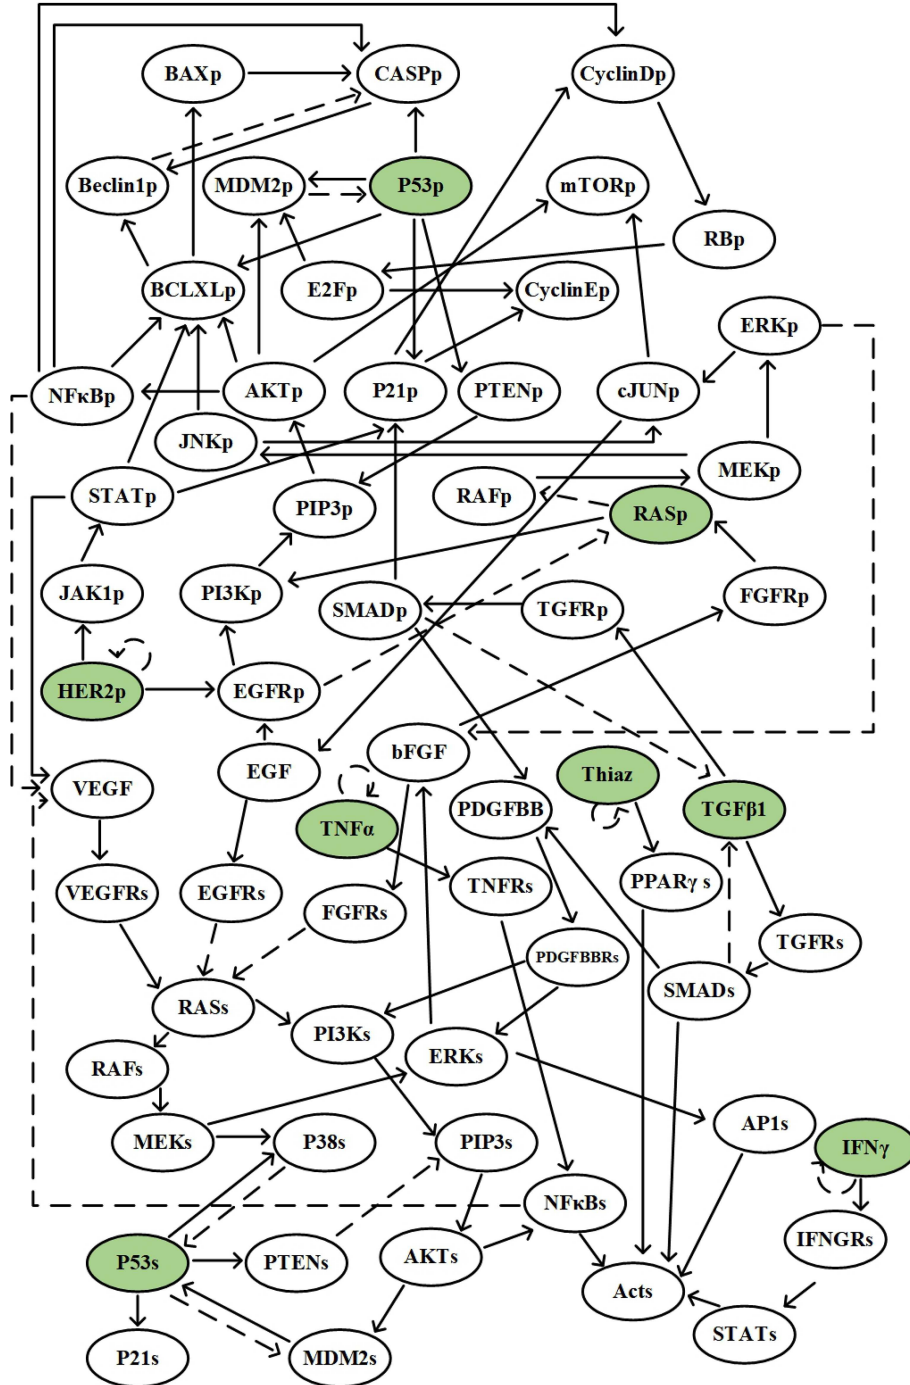 BAXp
CASPp
CyclinDp
Beclin1p
MDM2p
P53p
mTORp
RBp
BCLXLp
E2Fp
CyclinEp
ERKp
NFκBp
AKTp
P21p
PTENp
cJUNp
JNKp
MEKp
STATp
PIP3p
RAFp
RASp
JAK1p
PI3Kp
SMADp
TGFRp
FGFRp
HER2p
EGFRp
bFGF
EGF
VEGF
Thiaz
PDGFBB
TGFβ1
TNFα
VEGFRs
EGFRs
FGFRs
TNFRs
PPARγ s
TGFRs
PDGFBBRs
SMADs
RASs
PI3Ks
ERKs
RAFs
AP1s
MEKs
P38s
PIP3s
IFNγ
NFκBs
IFNGRs
P53s
PTENs
AKTs
Acts
STATs
P21s
MDM2s